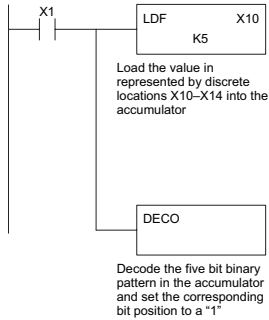 X1
LDF X10
K5
Load the value in
represented by discrete
locations X10–X14 into the
accumulator
DECO
Decode the five bit binary
pattern in the accumulator
and set the corresponding
bit position to a “1”